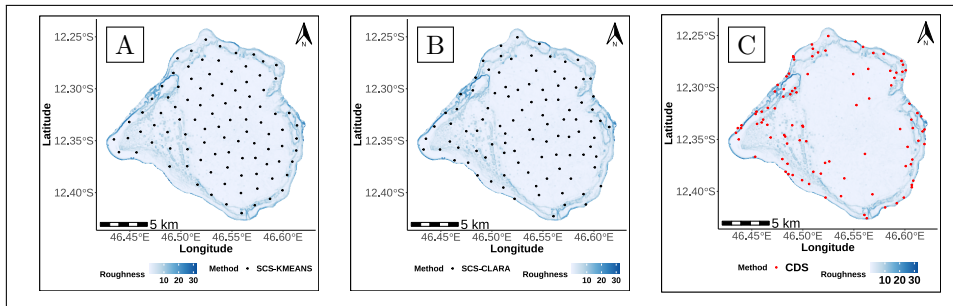 A
B
C
N
N
N
12.25°S
12.30°S
12.35°S
12.40°S
Latitude
5 km
46.45°E 46.50°E 46.55°E 46.60°E
Longitude
Roughness
10 20 30
Method • SCS-KMEANS
12.25°S
12.30°S
12.35°S
12.40°S
Latitude
5 km
46.45°E 46.50°E 46.55°E 46.60°E
Longitude
Method • SCS-CLARA
Roughness
10 20 30
12.25°S
12.30°S
12.35°S
12.40°S
Latitude
5 km
46.45°E 46.50°E 46.55°E 46.60°E
Longitude
Method • CDS
Roughness
10 20 30